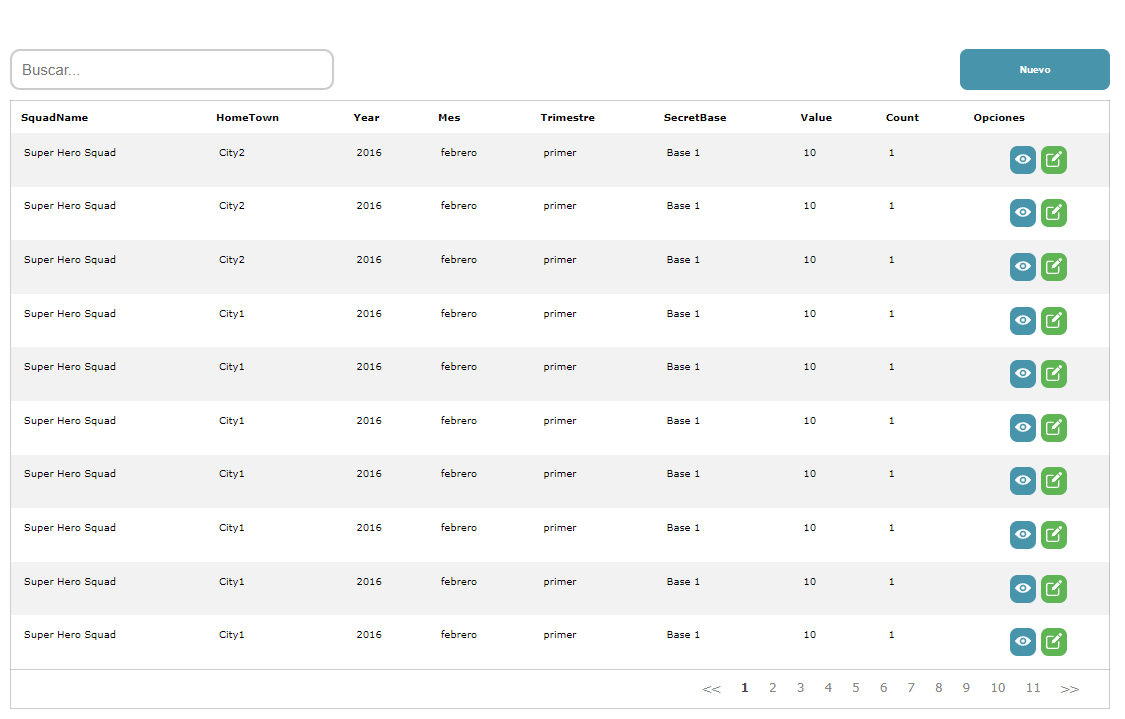 Buscar...
Nuevo
SquadName HomeTown Year Mes Trimestre SecretBase Value Count Opciones
Super Hero Squad City2 2016 febrero primer Base 1 10 1
Super Hero Squad City2 2016 febrero primer Base 1 10 1
Super Hero Squad City2 2016 febrero primer Base 1 10 1
Super Hero Squad City1 2016 febrero primer Base 1 10 1
Super Hero Squad City1 2016 febrero primer Base 1 10 1
Super Hero Squad City1 2016 febrero primer Base 1 10 1
Super Hero Squad City1 2016 febrero primer Base 1 10 1
Super Hero Squad City1 2016 febrero primer Base 1 10 1
Super Hero Squad City1 2016 febrero primer Base 1 10 1
Super Hero Squad City1 2016 febrero primer Base 1 10 1
<< 1 2 3 4 5 6 7 8 9 10 11 >>